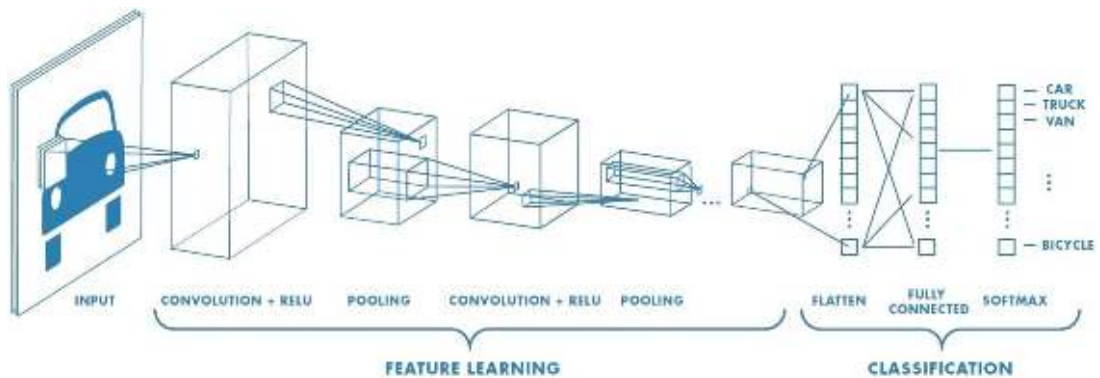 CAR
TRUCK
VAN
BICYCLE
INPUT
CONVOLUTION + RELU
POOLING
CONVOLUTION + RELU
POOLING
FLATTEN
FULLY
CONNECTED
SOFTMAX
FEATURE LEARNING
CLASSIFICATION